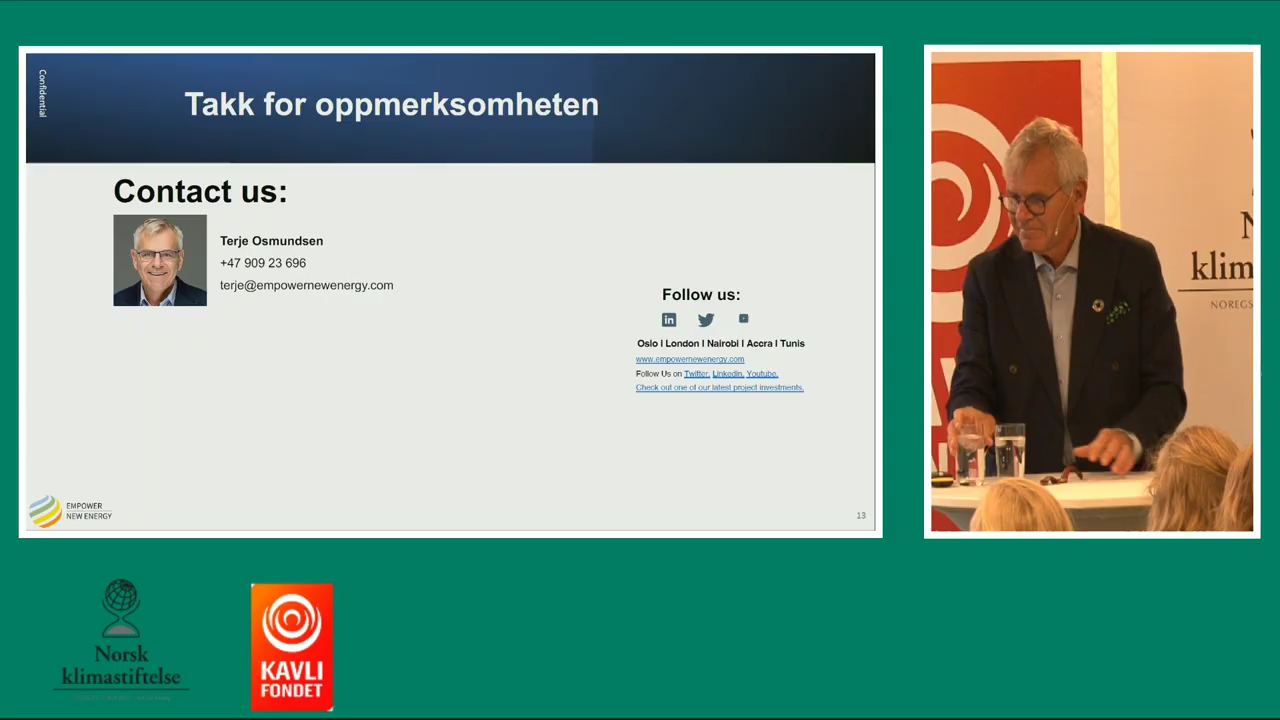 Confidential
Takk for oppmerksomheten
Contact us:
Terje Osmundsen
+47 909 23 696
terje@empowernewenergy.com
Follow us:
Oslo I London I Nairobi I Accra I Tunis
www.empowernewenergy.com
Follow Us on Twitter, Linkedin, Youtube.
Check out one of our latest project investments.
EMPOWER
NEW ENERGY
13
klim
NOREGS
Norsk
klimastiftelse
KAVLI
FONDET